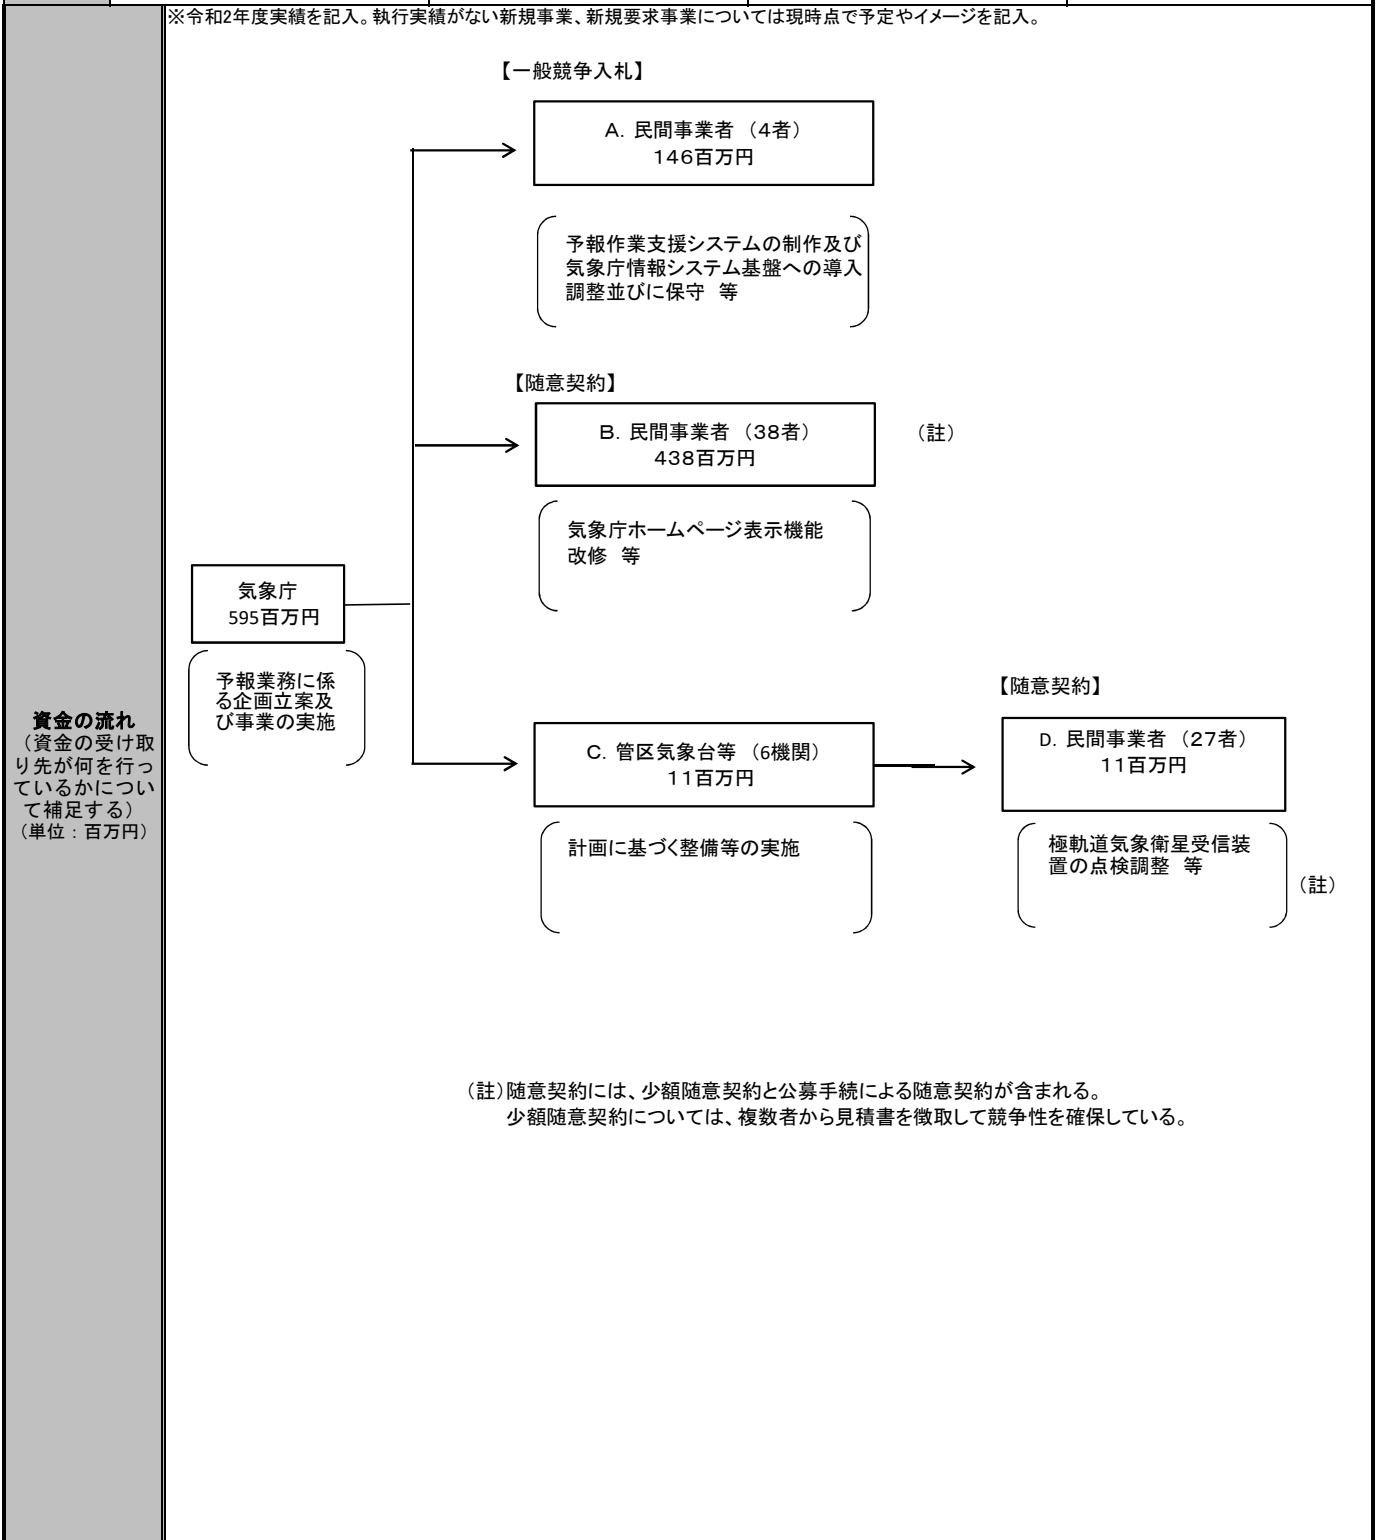 ※令和2年度実績を記入。執行実績がない新規事業、新規要求事業については現時点で予定やイメージを記入。
資金の流れ
（資金の受け取
り先が何を行っ
ているかについ
て補足する）
（単位：百万円）
気象庁
595百万円
予報業務に係
る企画立案及
び事業の実施
【一般競争入札】
A．民間事業者　（4者）
146百万円
予報作業支援システムの制作及び
気象庁情報システム基盤への導入
調整並びに保守　等
【随意契約】
B．民間事業者　（38者）
438百万円
（註）
気象庁ホームページ表示機能
改修　等
C．管区気象台等　（6機関）
11百万円
計画に基づく整備等の実施
【随意契約】
D．民間事業者　（27者）
11百万円
極軌道気象衛星受信装
置の点検調整　等
（註）
（註）随意契約には、少額随意契約と公募手続による随意契約が含まれる。
少額随意契約については、複数者から見積書を徴取して競争性を確保している。